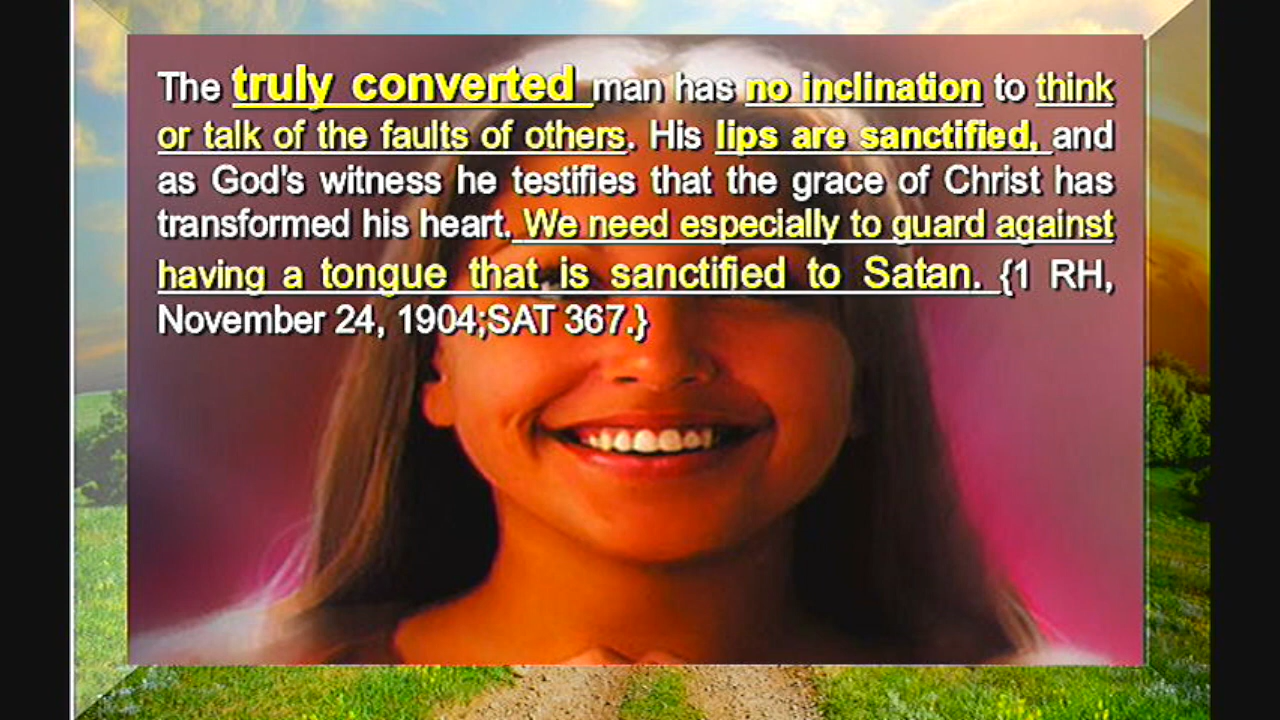 The truly converted man has no inclination to think
or talk of the faults of others. His lips are sanctified, and
as God's witness he testifies that the grace of Christ has
transformed his heart. We need especially to guard against
having a tongue that is sanctified to Satan. {1 RH,
November 24, 1904;SAT 367.}